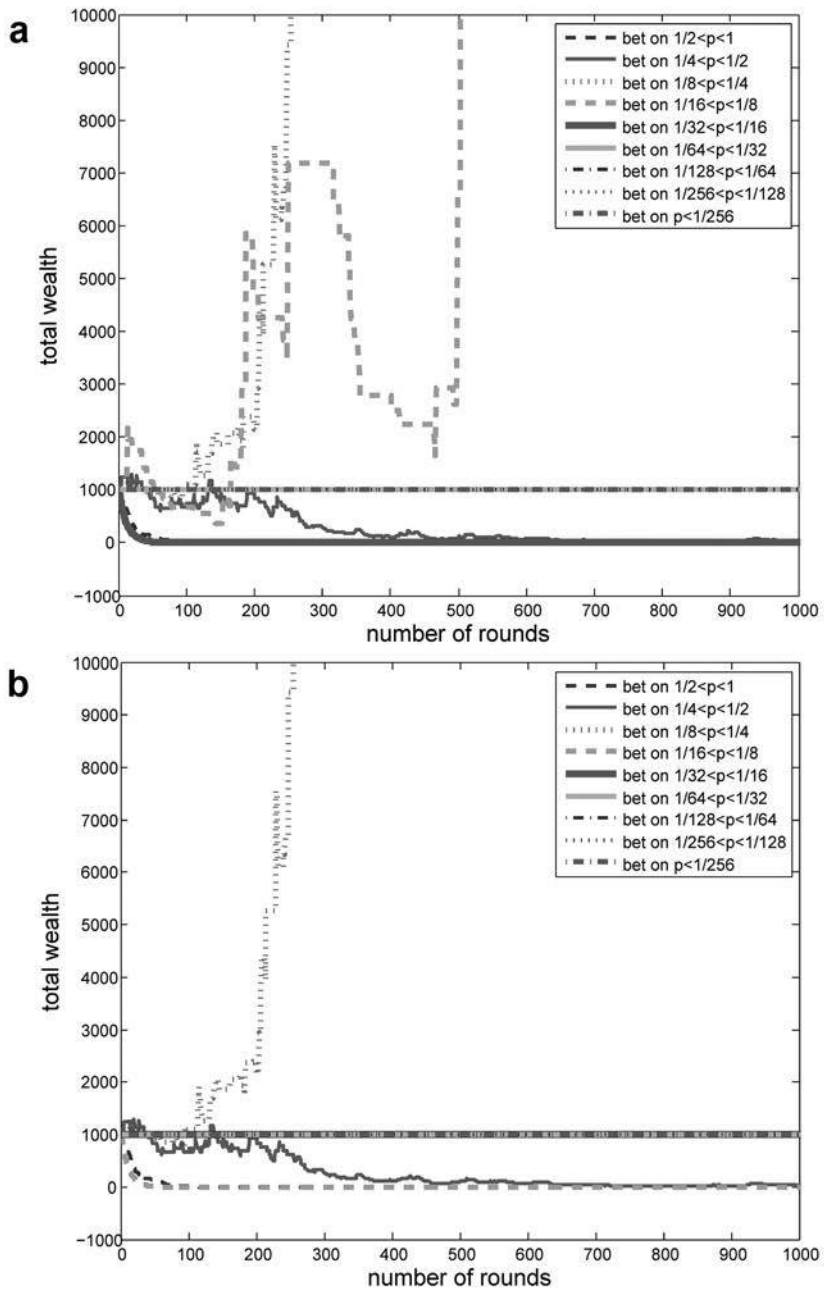 a
10000
9000
8000
7000
6000
5000
4000
3000
2000
1000
0
-1000
total wealth
0 100 200 300 400 500 600 700 800 900 1000
number of rounds
bet on 1/2<p<1
bet on 1/4<p<1/2
bet on 1/8<p<1/4
bet on 1/16<p<1/8
bet on 1/32<p<1/16
bet on 1/64<p<1/32
bet on 1/128<p<1/64
bet on 1/256<p<1/128
bet on p<1/256
b
10000
9000
8000
7000
6000
5000
4000
3000
2000
1000
0
-1000
total wealth
0 100 200 300 400 500 600 700 800 900 1000
number of rounds
bet on 1/2<p<1
bet on 1/4<p<1/2
bet on 1/8<p<1/4
bet on 1/16<p<1/8
bet on 1/32<p<1/16
bet on 1/64<p<1/32
bet on 1/128<p<1/64
bet on 1/256<p<1/128
bet on p<1/256